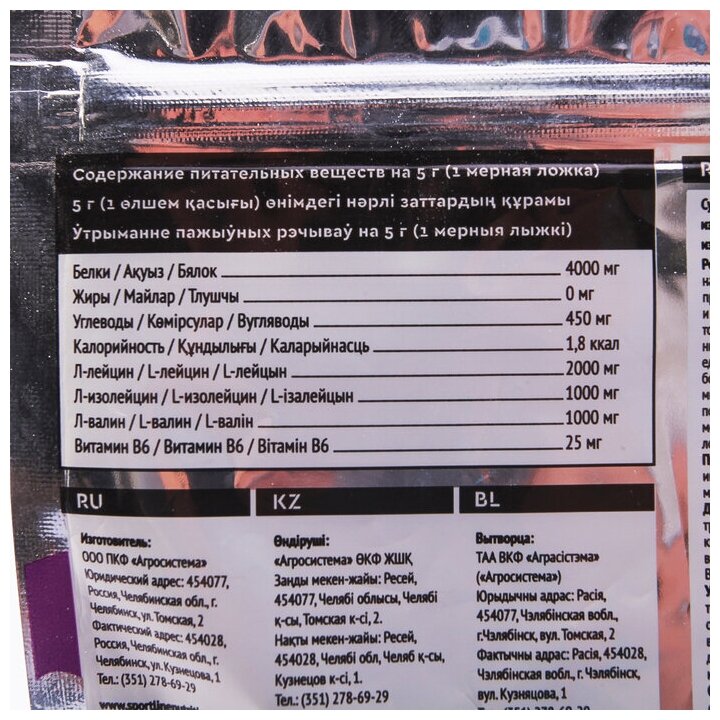 Содержание питательных веществ на 5 г (1 мерная ложка)
5 г (1 өлшем қасығы) өнімдегі нәрлі заттардың құрамы
Ўтрыманне пажыўных рэчываў на 5 г (1 мерныя лыжкі)
Белки / Ақуыз / Бялок 4000 мг
Жиры / Майлар / Тлушчы 0 мг
Углеводы / Көмірсулар / Вугляводы 450 мг
Калорийность / Құндылығы / Каларыйнасць 1,8 ккал
Л-лейцин / L-лейцин / L-лейцын 2000 мг
Л-изолейцин / L-изолейцин / L-ізалейцын 1000 мг
Л-валин / L-валин / L-валін 1000 мг
Витамин В6 / Витамин В6 / Вітамін В6 25 мг
RU
Изготовитель:
ООО ПКФ «Агросистема»
Юридический адрес: 454077,
Россия, Челябинская обл., г.
Челябинск, ул. Томская, 2
Фактический адрес: 454028,
Россия, Челябинская обл., г.
Челябинск, ул. Кузнецова, 1
Тел.: (351) 278-69-29
KZ
Өндіруші:
«Агросистема» ӨКФ ЖШҚ
Заңды мекен-жайы: Ресей,
454077, Челябі облысы, Челябі
қ-сы, Томская к-сі, 2.
Нақты мекен-жайы: Ресей,
454028, Челябі обл, Челяб қ-сы,
Кузнецов к-сі, 1.
Тел.: (351) 278-69-29
BL
Вытворца:
ТАА ВКФ «Аграсістэма»
(«Агросистема»)
Юрыдычны адрас: Расія,
454077, Чэлябінская вобл.,
г.Чэлябінск, вул. Томская, 2
Фактычны адрас: Расія, 454028,
Чэлябінская вобл., г. Чэлябінск,
вул. Кузняцова, 1